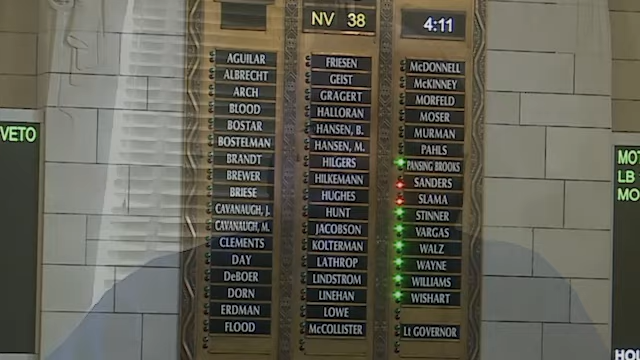 NV 38
4:11
VETO
AGUILAR
ALBRECHT
ARCH
BLOOD
BOSTAR
BOSTELMAN
BRANDT
BREWER
BRIESE
CAVANAUGH, J.
CAVANAUGH, M.
CLEMENTS
DAY
DeBOER
DORN
ERDMAN
FLOOD
FRIESEN
GEIST
GRAGERT
HALLORAN
HANSEN, B.
HANSEN, M.
HILGERS
HILKEMANN
HUGHES
HUNT
JACOBSON
KOLTERMAN
LATHROP
LINDSTROM
LINEHAN
LOWE
McCOLLISTER
McDONNELL
McKINNEY
MORFELD
MOSER
MURMAN
PAHLS
PANSING BROOKS
SANDERS
SLAMA
STINNER
VARGAS
WALZ
WAYNE
WILLIAMS
WISHART
Lt GOVERNOR
MOT
LB
MO
HO